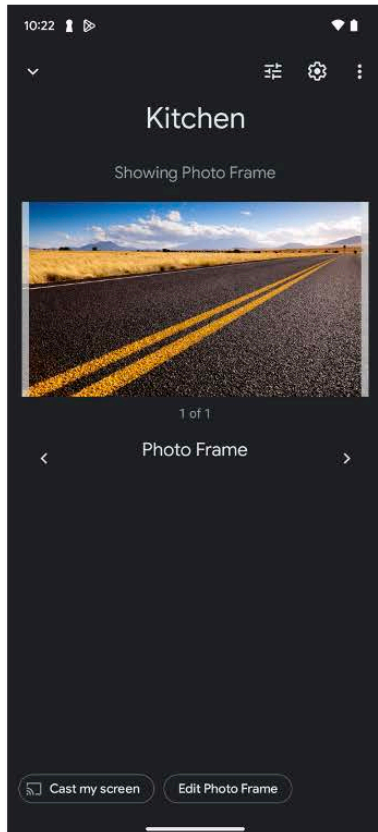 10:22
Kitchen
Showing Photo Frame
1 of 1
Photo Frame
Cast my screen
Edit Photo Frame